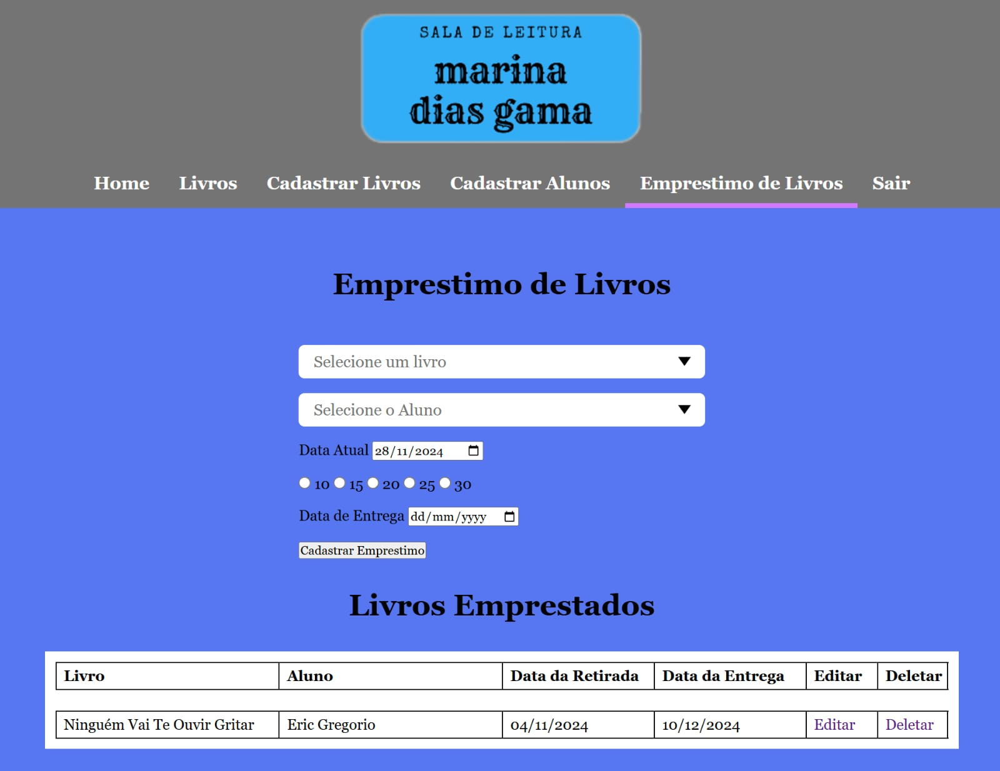 SALA DE LEITURA
marina
dias gama
Home Livros Cadastrar Livros Cadastrar Alunos Emprestimo de Livros Sair
Emprestimo de Livros
Selecione um livro
Selecione o Aluno
Data Atual 28/11/2024
10 15 20 25 30
Data de Entrega dd/mm/yyyy
Cadastrar Emprestimo
Livros Emprestados
Livro Aluno Data da Retirada Data da Entrega Editar Deletar
Ninguém Vai Te Ouvir Gritar Eric Gregorio 04/11/2024 10/12/2024 Editar Deletar